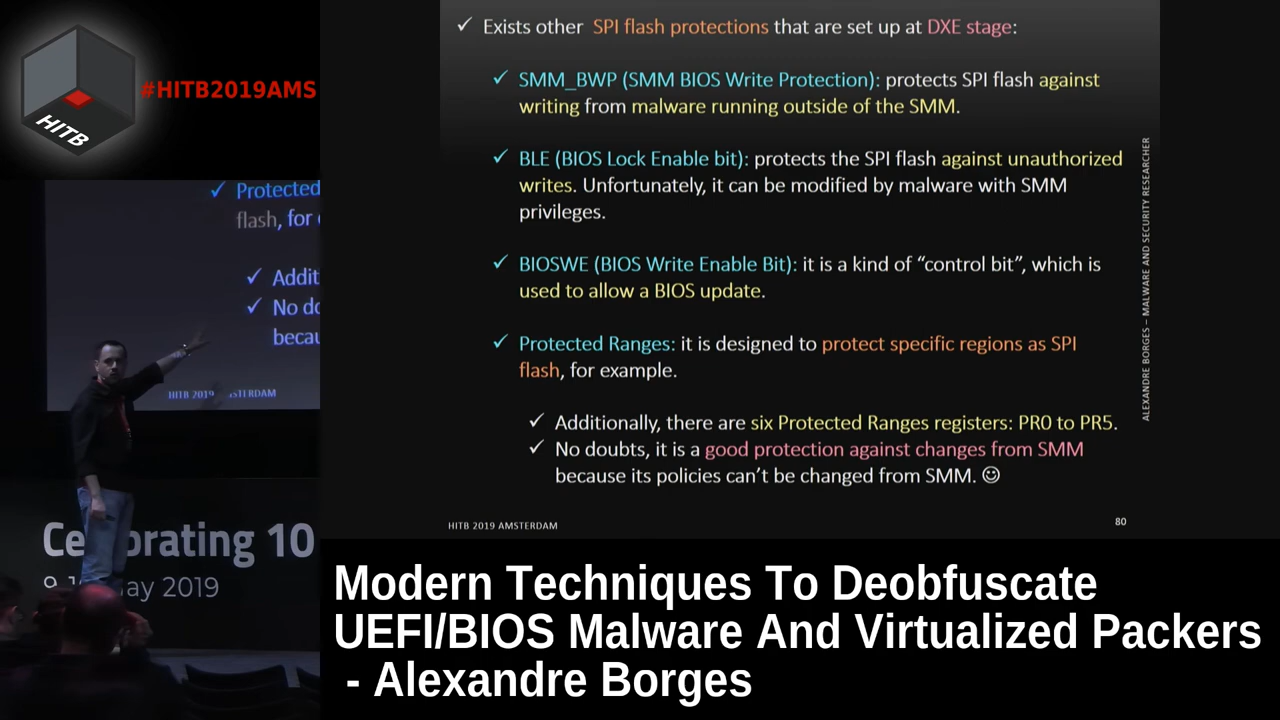 HITB
#HITB2019AMS
✓ Protected
flash, for
✓ Addit
✓ No do
becau
HITB 2019
Ce brating 10
ay 2019
✓ Exists other SPI flash protections that are set up at DXE stage:
✓ SMM_BWP (SMM BIOS Write Protection): protects SPI flash against
writing from malware running outside of the SMM.
✓ BLE (BIOS Lock Enable bit): protects the SPI flash against unauthorized
writes. Unfortunately, it can be modified by malware with SMM
privileges.
✓ BIOSWE (BIOS Write Enable Bit): it is a kind of “control bit”, which is
used to allow a BIOS update.
✓ Protected Ranges: it is designed to protect specific regions as SPI
flash, for example.
✓ Additionally, there are six Protected Ranges registers: PR0 to PR5.
✓ No doubts, it is a good protection against changes from SMM
because its policies can’t be changed from SMM. ☺
HITB 2019 AMSTERDAM
80
ALEXANDRE BORGES – MALWARE AND SECURITY RESEARCHER
Modern Techniques To Deobfuscate
UEFI/BIOS Malware And Virtualized Packers
- Alexandre Borges